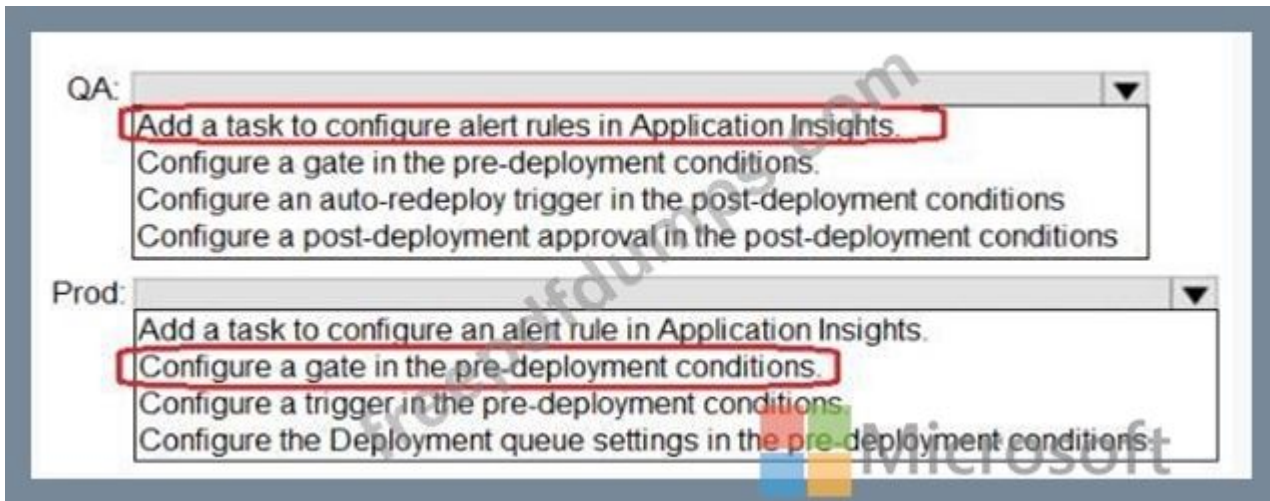 QA:
Add a task to configure alert rules in Application Insights.
Configure a gate in the pre-deployment conditions.
Configure an auto-redeploy trigger in the post-deployment conditions
Configure a post-deployment approval in the post-deployment conditions
Prod:
Add a task to configure an alert rule in Application Insights.
Configure a gate in the pre-deployment conditions.
Configure a trigger in the pre-deployment conditions
Configure the Deployment queue settings in the pre-deployment conditions.
freepdfdumps.com
Microsoft